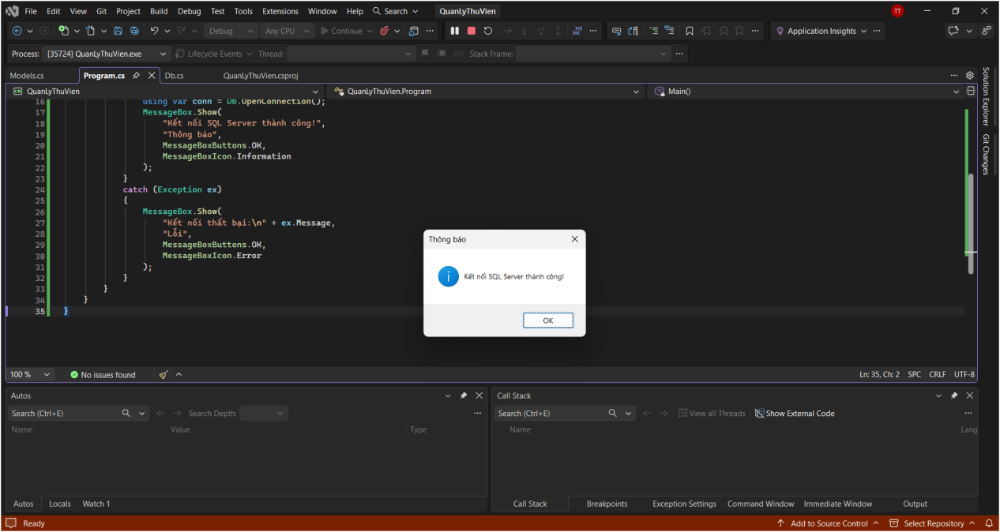 File Edit View Git Project Build Debug Test Tools Extensions Window Help Search QuanLyThuVien TT
Debug Any CPU Continue Application Insights
Process: [35724] QuanLyThuVien.exe Lifecycle Events Thread: Stack Frame:
Models.cs Program.cs Db.cs QuanLyThuVien.csproj
QuanLyThuVien QuanLyThuVien.Program Main()
16 using var conn = Db.OpenConnection();
17 MessageBox.Show(
18 "Kết nối SQL Server thành công!",
19 "Thông báo",
20 MessageBoxButtons.OK,
21 MessageBoxIcon.Information
22 );
23 }
24 catch (Exception ex)
25 {
26 MessageBox.Show(
27 "Kết nối thất bại:\n" + ex.Message,
28 "Lỗi",
29 MessageBoxButtons.OK,
30 MessageBoxIcon.Error
31 );
32 }
33 }
34 }
35 }
Thông báo
Kết nối SQL Server thành công!
OK
Solution Explorer
Git Changes
100 % No issues found Ln: 35, Ch: 2 SPC CRLF UTF-8
Autos
Search (Ctrl+E) Search Depth:
Name Value Type
Autos Locals Watch 1
Call Stack
Search (Ctrl+E) View all Threads Show External Code
Name Lang
Call Stack Breakpoints Exception Settings Command Window Immediate Window Output
Ready Add to Source Control Select Repository